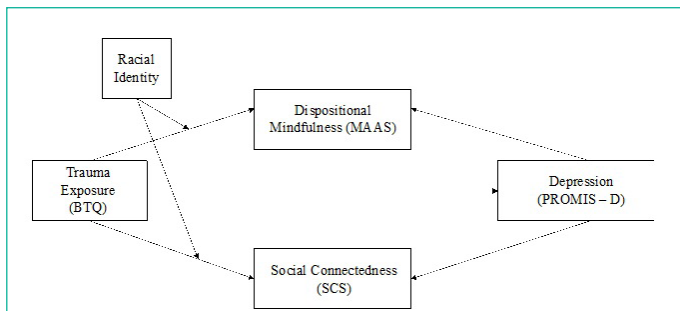 Racial
Identity
Dispositional
Mindfulness (MAAS)
Trauma
Exposure
(BTQ)
Depression
(PROMIS – D)
Social Connectedness
(SCS)